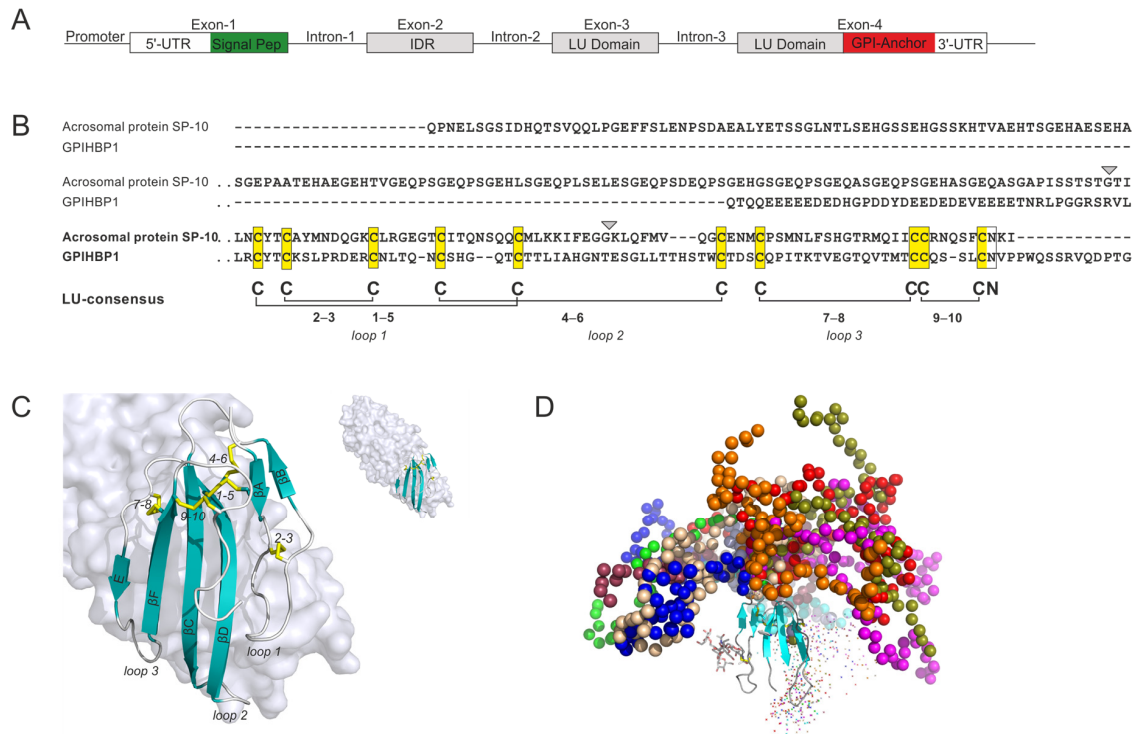 A
Exon-1 Exon-2 Exon-3 Exon-4
Promoter 5'-UTR Signal Pep Intron-1 IDR Intron-2 LU Domain Intron-3 LU Domain GPI-Anchor 3'-UTR
B
Acrosomal protein SP-10 ----------------------QPNELSGSIDHQTSVQQLPGEFFSLENPSDAEALYETSSGLNTLSEHGSSEHGSSKHTVAEHTSGEHAESEHA
GPIHBP1 ------------------------------------------------------------------------------------------
Acrosomal protein SP-10 ..SGEPAATEHAEGEHTVGEQPSGEQPSGEHLSGEQPLSELESGEQPSDEQPSGEHGSGEQPSGEQASGEQPSGEHASGEQASGAPISSTSTGTI
GPIHBP1 ..--------------------------------------------------------QTQQEEEEEDEDHGPDDYDEEDEDEVEEEETNRLPGGRSRVL
Acrosomal protein SP-10 ..LNCYTCAYMNDQGKCLRGEGTCITQNSQQCMLKKIFEGGKLQFMV---QGCENMCPSMNLFSHGTRMQIICCRNQSFCNKI------------
GPIHBP1 ..LRCYTCKSLPRDERCNLTQ-NCSHG--QTCTTLIAHGNTESGLLTTHSTWCTDSCQPITKTVEGTQVTMTCCQS-SLCNVPPWQSSRVQDPTG
LU-consensus C C C C C C C CC CN
2–3 1–5 4–6 7–8 9–10
loop 1 loop 2 loop 3
C
4-6
βB
βA
1-5
7-8
9-10
2-3
E
βF
βC
βD
loop 1
loop 3
loop 2
D